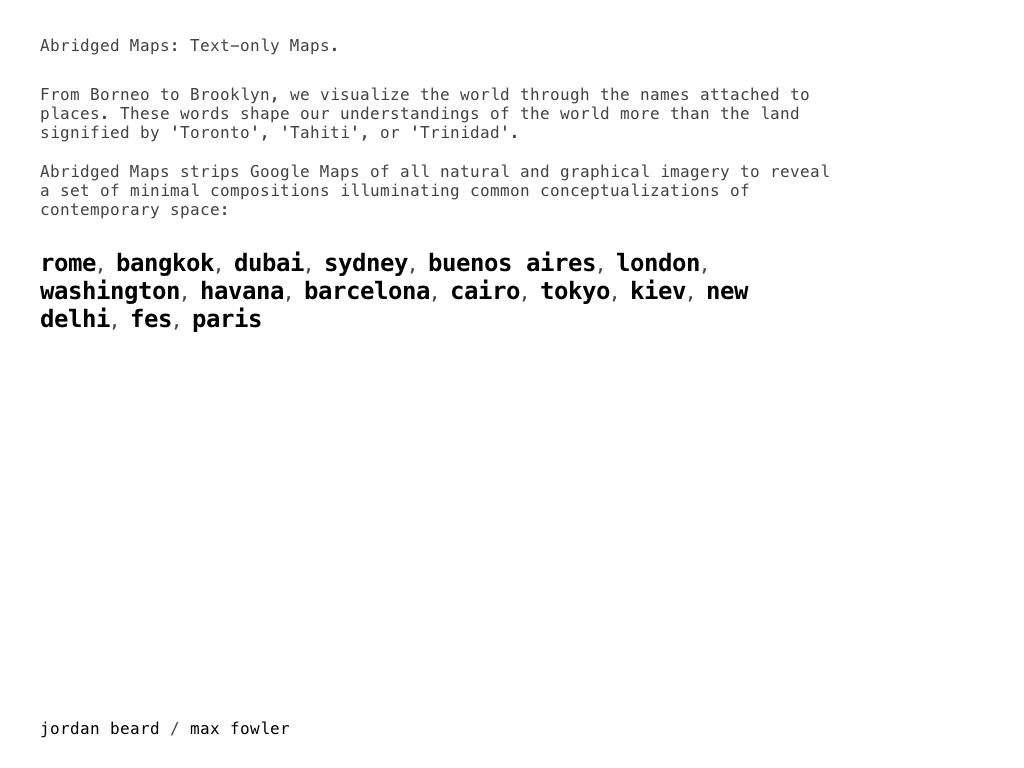 Abridged Maps: Text-only Maps.
From Borneo to Brooklyn, we visualize the world through the names attached to
places. These words shape our understandings of the world more than the land
signified by 'Toronto', 'Tahiti', or 'Trinidad'.
Abridged Maps strips Google Maps of all natural and graphical imagery to reveal
a set of minimal compositions illuminating common conceptualizations of
contemporary space:
rome, bangkok, dubai, sydney, buenos aires, london,
washington, havana, barcelona, cairo, tokyo, kiev, new
delhi, fes, paris
jordan beard / max fowler